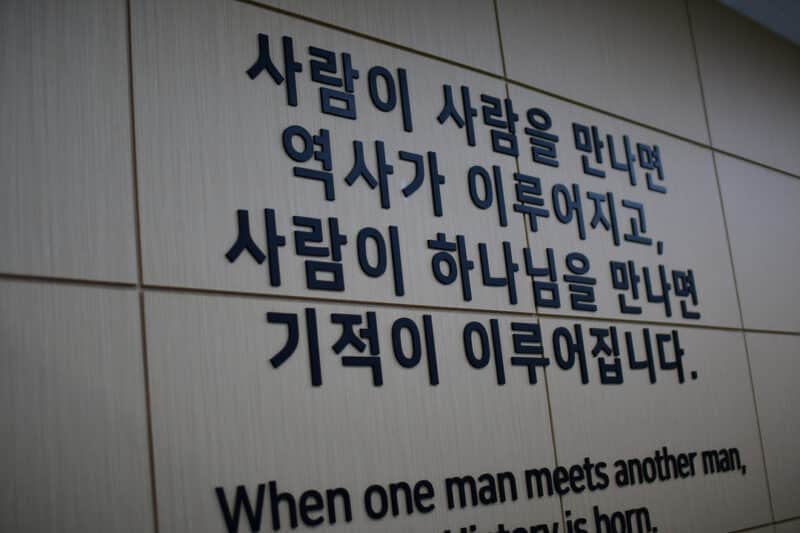 사람이 사람을 만나면
역사가 이루어지고,
사람이 하나님을 만나면
기적이 이루어집니다.
When one man meets another man,
History is born.